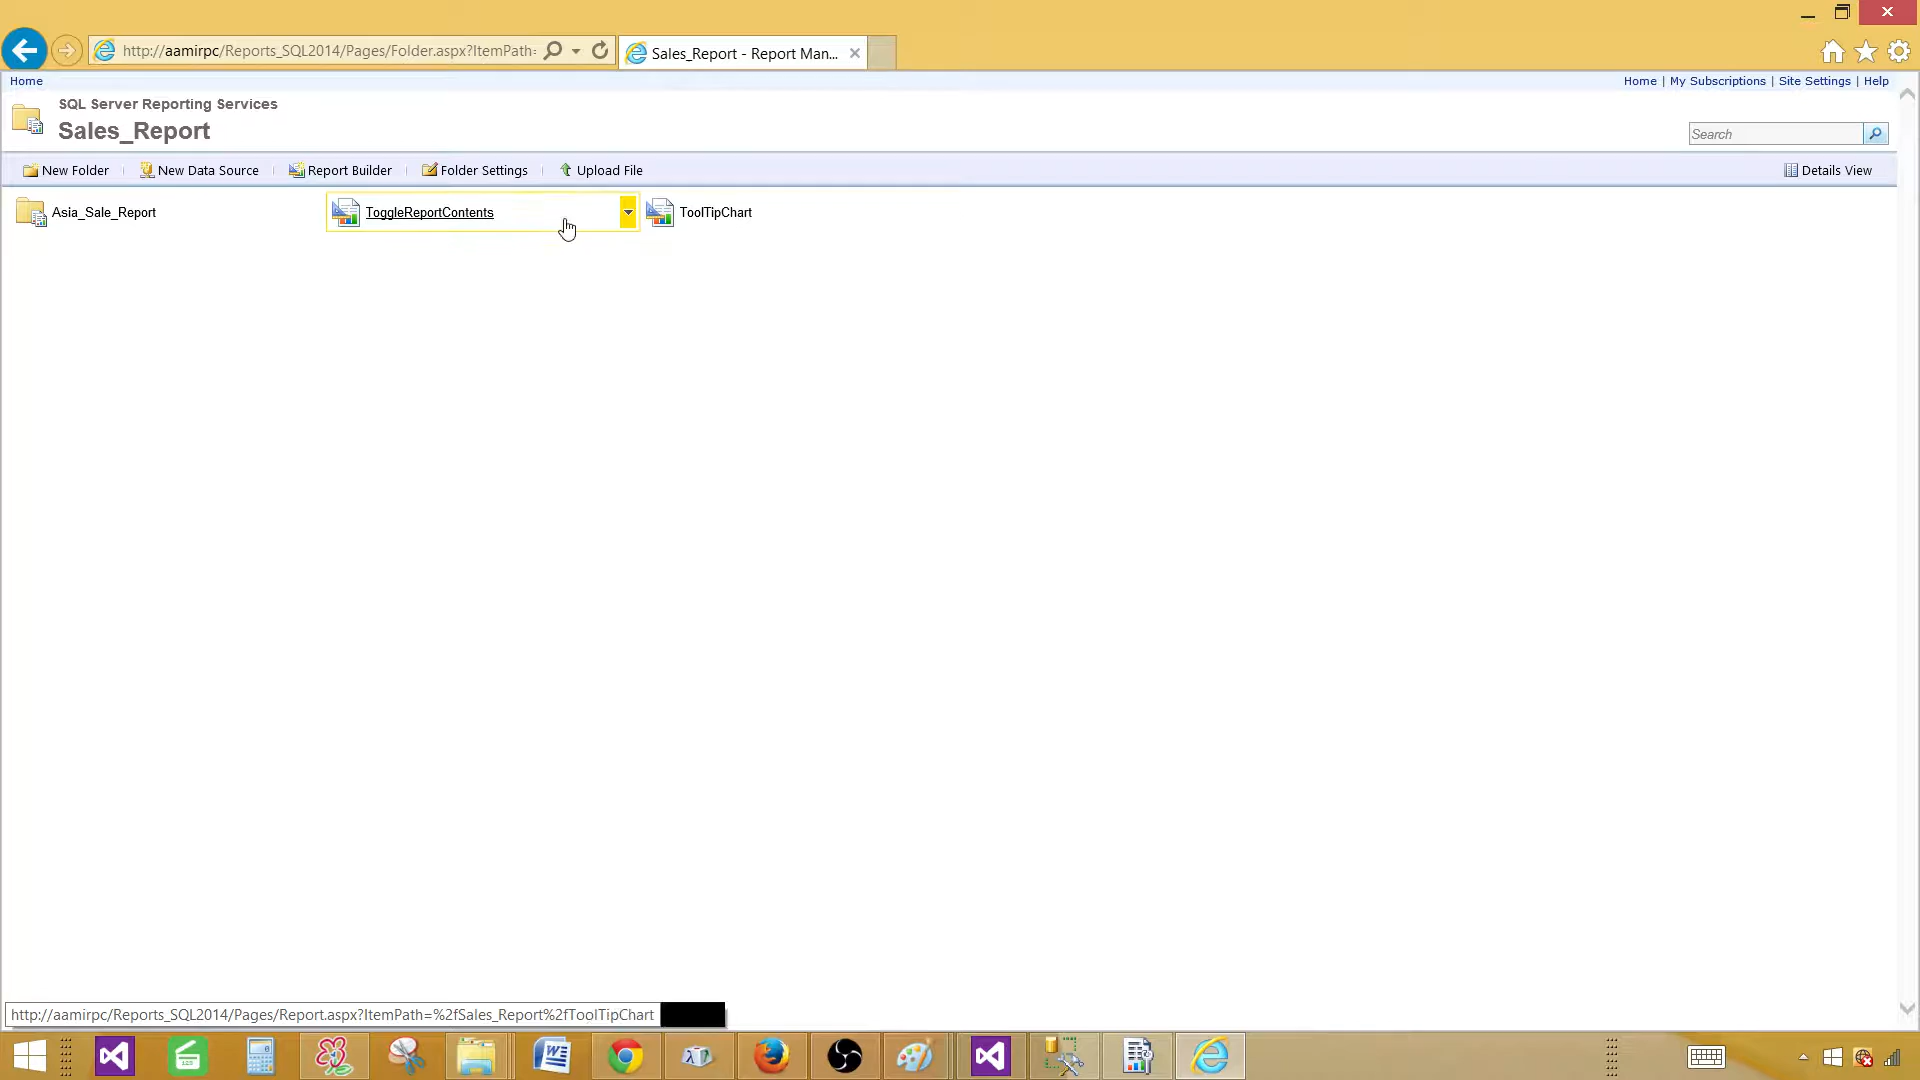 http://aamirpc/Reports_SQL2014/Pages/Folder.aspx?ItemPath=
Sales_Report - Report Man...
Home
Home | My Subscriptions | Site Settings | Help
SQL Server Reporting Services
Sales_Report
Search
New Folder
New Data Source
Report Builder
Folder Settings
Upload File
Details View
Asia_Sale_Report
ToggleReportContents
ToolTipChart
http://aamirpc/Reports_SQL2014/Pages/Report.aspx?ItemPath=%2fSales_Report%2fToolTipChart